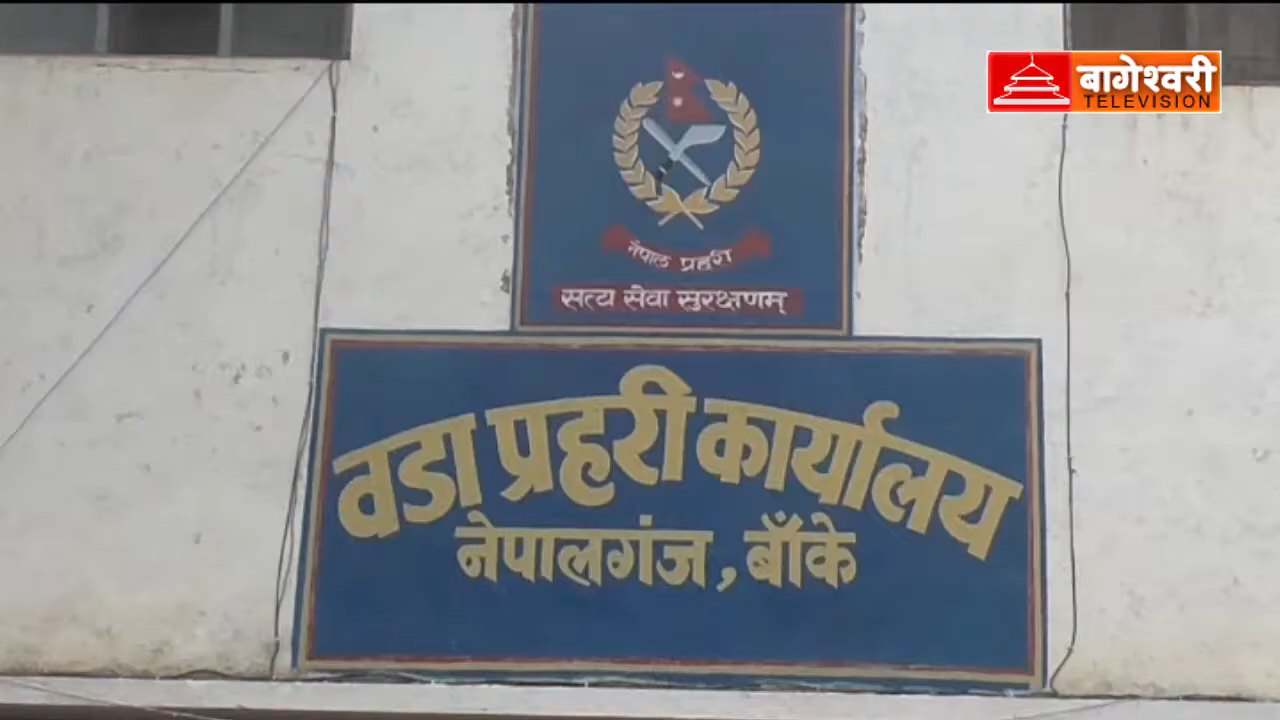 बागेश्वरी
TELEVISION
नेपाल प्रहरी
सत्य सेवा सुरक्षणम्
वडा प्रहरी कार्यालय
नेपालगंज, बाँके